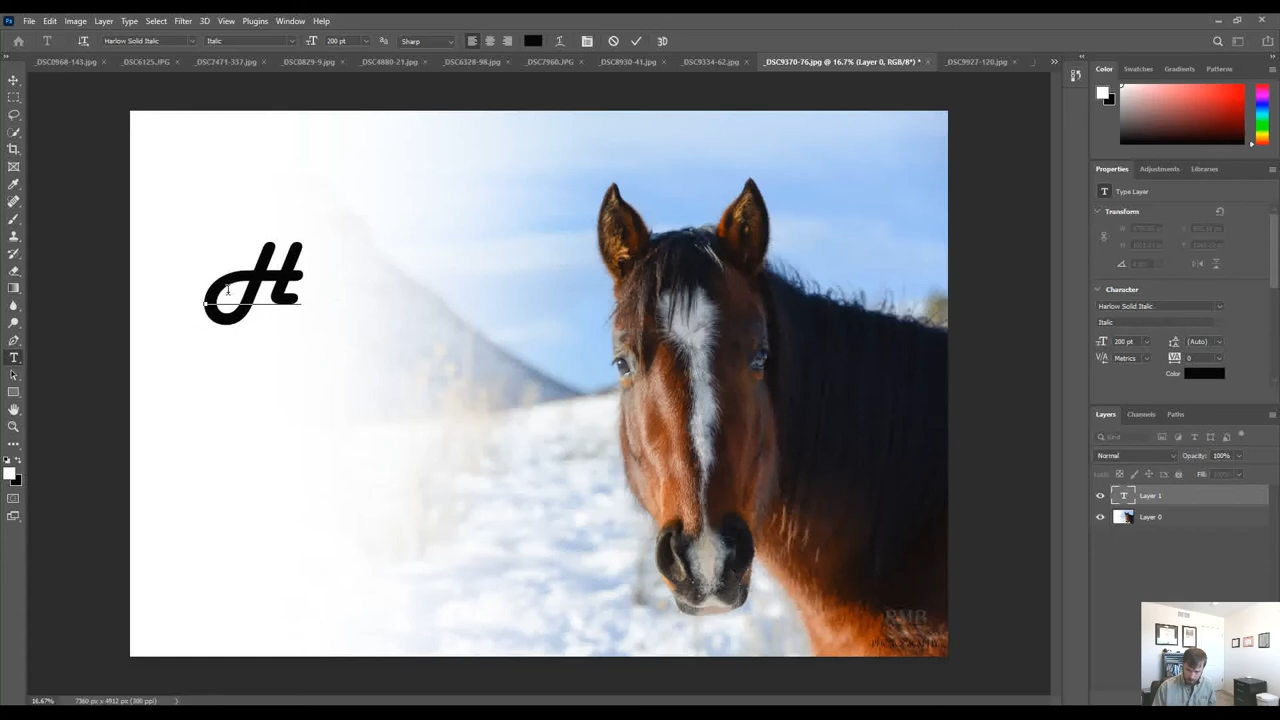 File Edit Image Layer Type Select Filter 3D View Plugins Window Help
Harlow Solid Italic Italic 200 pt Sharp
_DSC0968-143.jpg _DSC6125.JPG _DSC7471-337.jpg _DSC0829-9.jpg _DSC4880-21.jpg _DSC6328-98.jpg _DSC7960.JPG _DSC8930-41.jpg _DSC9334-62.jpg _DSC9370-76.jpg @ 16.7% (Layer 0, RGB/8*) * _DSC9927-120.jpg
Color Swatches Gradients Patterns
Properties Adjustments Libraries
Type Layer
Transform
Character
Harlow Solid Italic
Italic
200 pt (Auto)
Metrics 0
Color
Layers Channels Paths
Kind
Normal Opacity: 100%
Lock: Fill:
Layer 1
Layer 0
H
RMB
PHOTOGRAPHY
16.67% 7360 px x 4912 px (300 ppi)